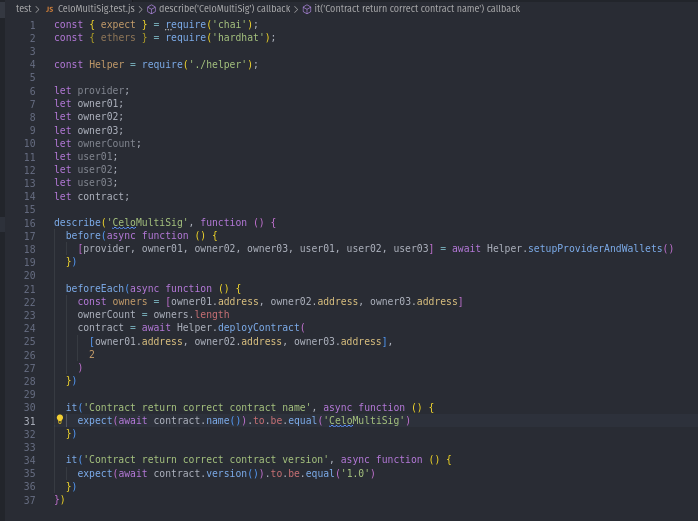 test > JS CeloMultiSig.test.js > describe('CeloMultiSig') callback > it('Contract return correct contract name') callback
1 const { expect } = require('chai');
2 const { ethers } = require('hardhat');
3
4 const Helper = require('./helper');
5
6 let provider;
7 let owner01;
8 let owner02;
9 let owner03;
10 let ownerCount;
11 let user01;
12 let user02;
13 let user03;
14 let contract;
15
16 describe('CeloMultiSig', function () {
17   before(async function () {
18     [provider, owner01, owner02, owner03, user01, user02, user03] = await Helper.setupProviderAndWallets()
19   })
20
21   beforeEach(async function () {
22     const owners = [owner01.address, owner02.address, owner03.address]
23     ownerCount = owners.length
24     contract = await Helper.deployContract(
25       [owner01.address, owner02.address, owner03.address],
26       2
27     )
28   })
29
30   it('Contract return correct contract name', async function () {
31     expect(await contract.name()).to.be.equal('CeloMultiSig')
32   })
33
34   it('Contract return correct contract version', async function () {
35     expect(await contract.version()).to.be.equal('1.0')
36   })
37 })